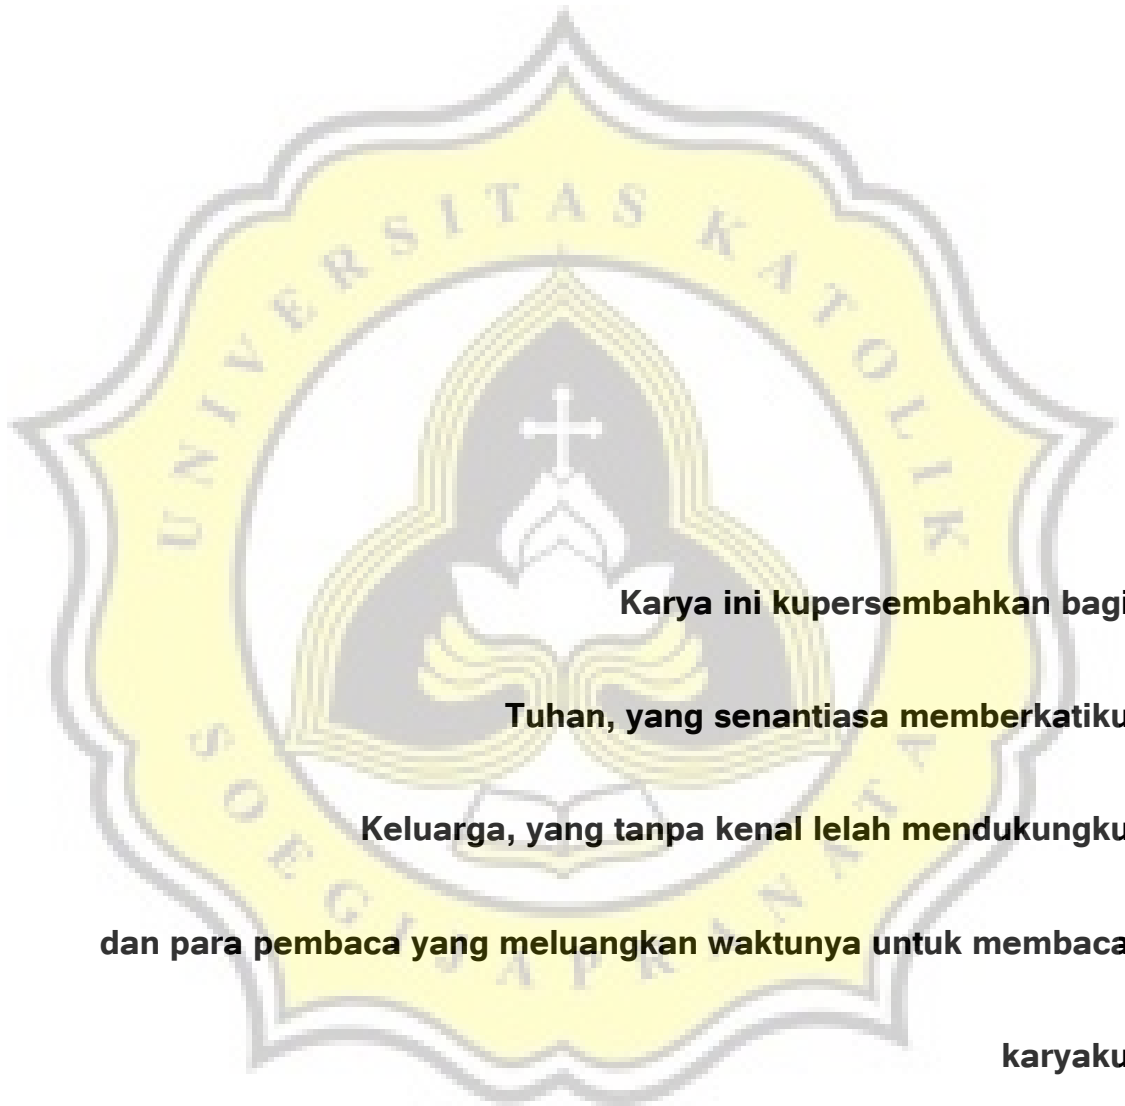 UNIVERSITAS KATOLIK
SOEGIJAPRANATA
Karya ini kupersembahkan bagi
Tuhan, yang senantiasa memberkatiku
Keluarga, yang tanpa kenal lelah mendukungku
dan para pembaca yang meluangkan waktunya untuk membaca
karyaku